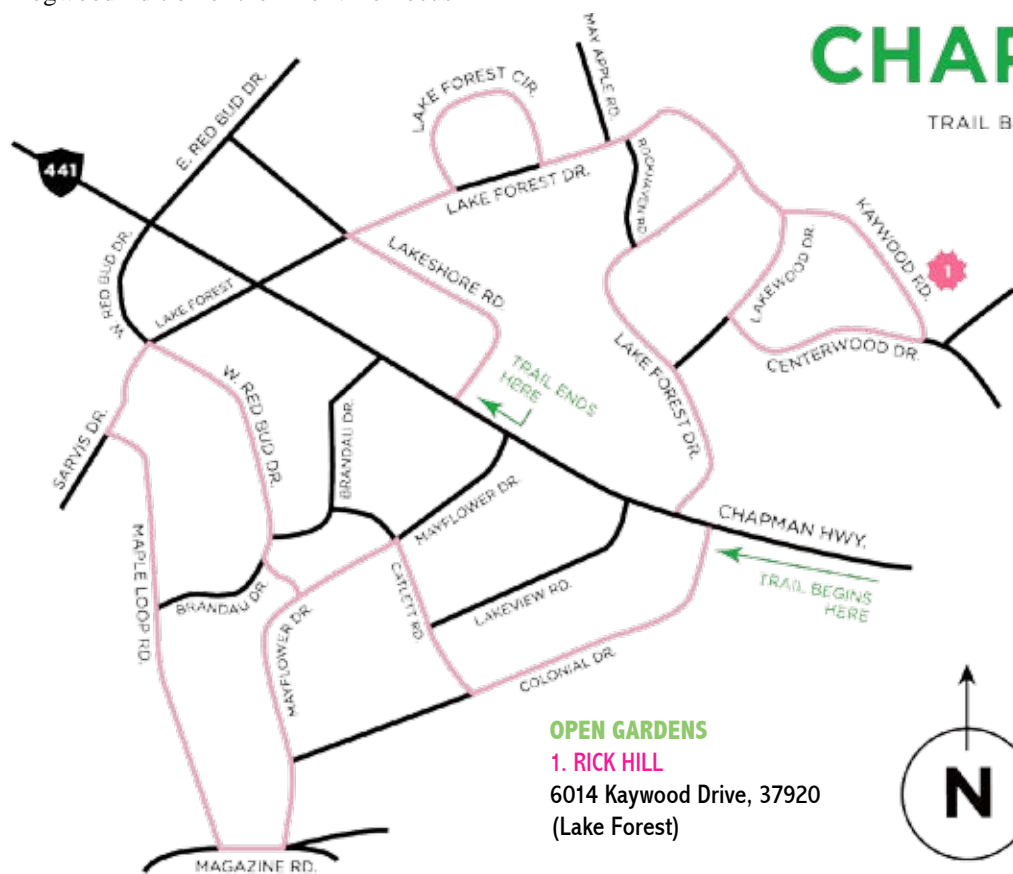 CHAP
TRAIL B
MAY APPLE RD.
LAKE FOREST CIR.
E. RED BUD DR.
441
LAKE FOREST DR.
ROCKHAVEN RD
KAYWOOD RD.
1
W. RED BUD DR.
LAKE FOREST
LAKESHORE RD.
LAKEWOOD DR.
CENTERWOOD DR.
TRAIL ENDS
HERE
LAKE FOREST DR.
W. RED BUD DR.
BRANDAU DR.
SARVIS DR.
MAYFLOWER DR.
CHAPMAN HWY.
TRAIL BEGINS
HERE
MAPLE LOOP RD.
BRANDAU DR.
CATLETT RD.
LAKEVIEW RD.
MAYFLOWER DR.
COLONIAL DR.
OPEN GARDENS
1. RICK HILL
6014 Kaywood Drive, 37920
(Lake Forest)
N
MAGAZINE RD.